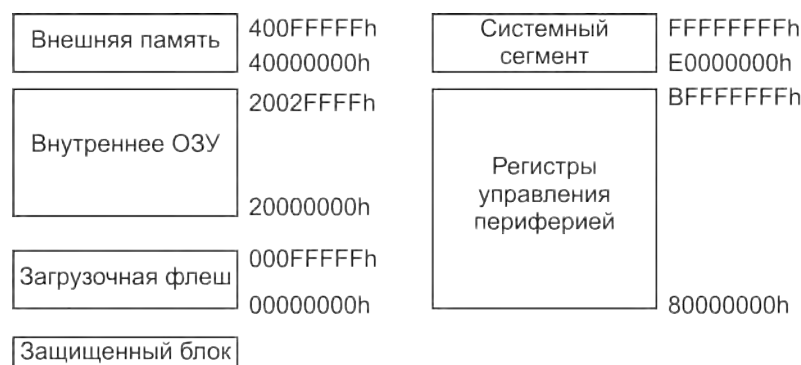 Внешняя память
400FFFFFh
40000000h
2002FFFFh
Внутреннее ОЗУ
20000000h
000FFFFFh
Загрузочная флеш
00000000h
Защищенный блок
Системный
сегмент
FFFFFFFFh
E0000000h
BFFFFFFFh
Регистры
управления
периферией
80000000h